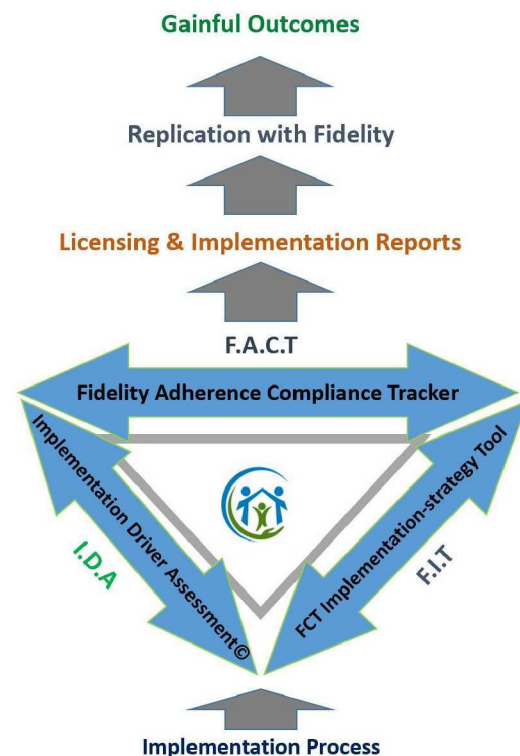 Gainful Outcomes
Replication with Fidelity
Licensing & Implementation Reports
F.A.C.T
Fidelity Adherence Compliance Tracker
Implementation Driver Assessment©
I.D.A
FCT Implementation-strategy Tool
F.I.T
Implementation Process